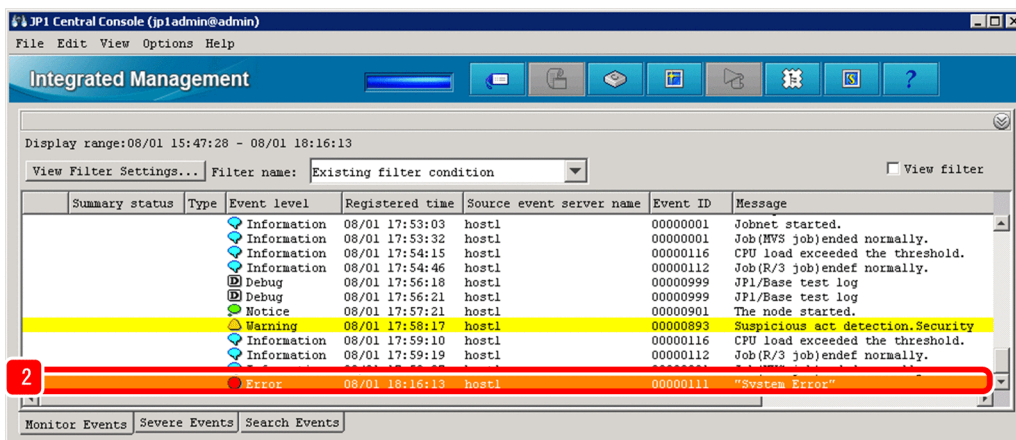 JP1 Central Console (jp1admin@admin)
File Edit View Options Help
Integrated Management
Display range:08/01 15:47:28 - 08/01 18:16:13
View Filter Settings... Filter name: Existing filter condition View filter
Summary status Type Event level Registered time Source event server name Event ID Message
Information 08/01 17:53:03 host1 00000001 Jobnet started.
Information 08/01 17:53:32 host1 00000001 Job(MVS job)ended normally.
Information 08/01 17:54:15 host1 00000116 CPU load exceeded the threshold.
Information 08/01 17:54:46 host1 00000112 Job(R/3 job)endef normally.
D Debug 08/01 17:56:18 host1 00000999 JP1/Base test log
D Debug 08/01 17:56:21 host1 00000999 JP1/Base test log
Notice 08/01 17:57:21 host1 00000901 The node started.
Warning 08/01 17:58:17 host1 00000893 Suspicious act detection.Security
Information 08/01 17:59:10 host1 00000116 CPU load exceeded the threshold.
Information 08/01 17:59:19 host1 00000112 Job(R/3 job)endef normally.
2
Error 08/01 18:16:13 host1 00000111 "System Error"
Monitor Events Severe Events Search Events